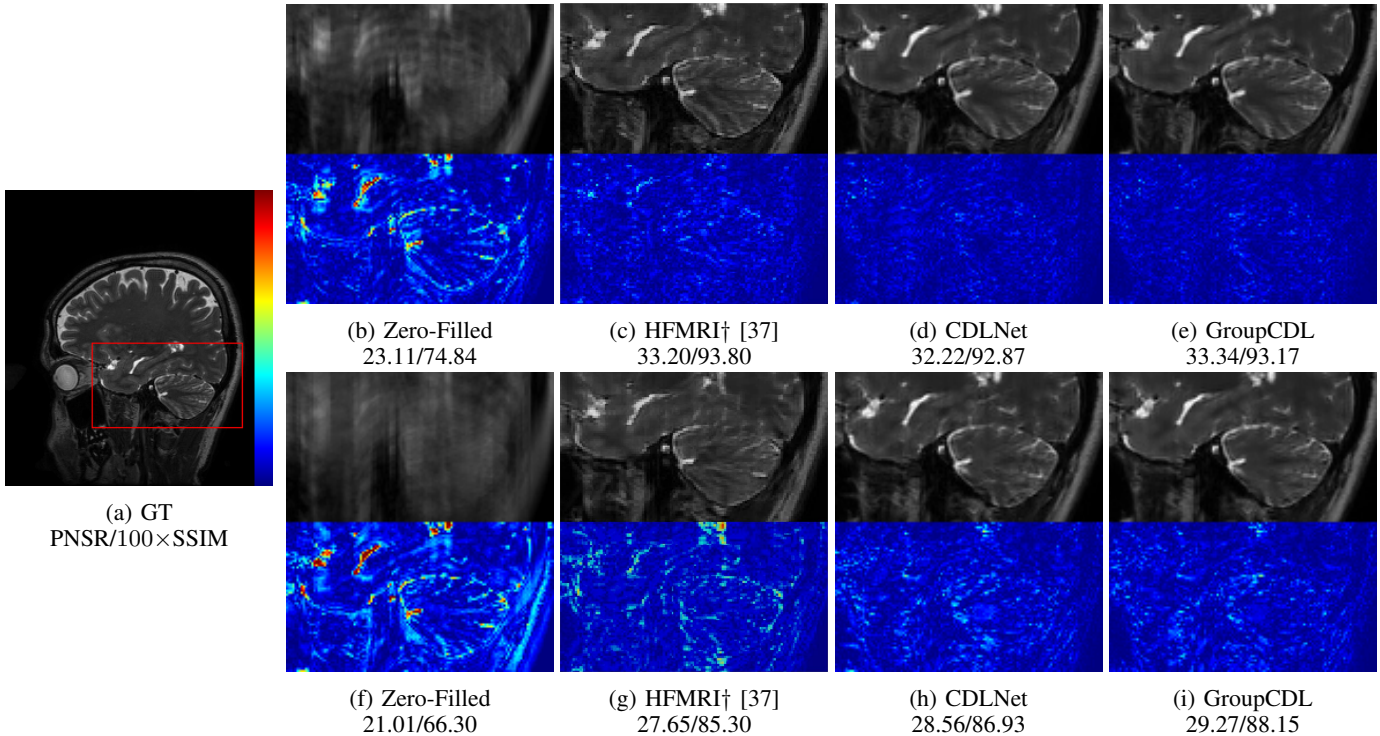 (a) GT
PNSR/100×SSIM
(b) Zero-Filled
23.11/74.84
(c) HFMRI† [37]
33.20/93.80
(d) CDLNet
32.22/92.87
(e) GroupCDL
33.34/93.17
(f) Zero-Filled
21.01/66.30
(g) HFMRI† [37]
27.65/85.30
(h) CDLNet
28.56/86.93
(i) GroupCDL
29.27/88.15